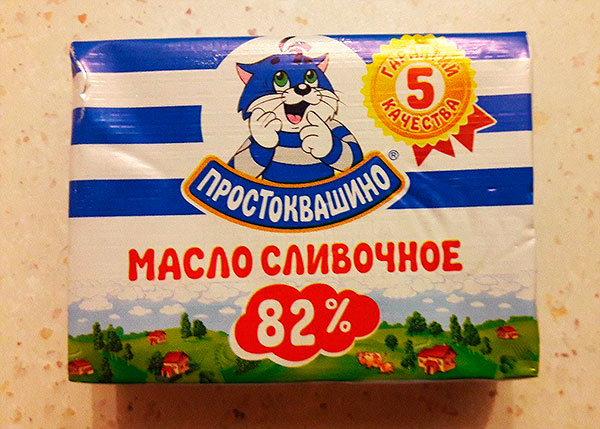 5 ГАРАНТИЙ
КАЧЕСТВА
ПРОСТОКВАШИНО®
МАСЛО СЛИВОЧНОЕ
82%